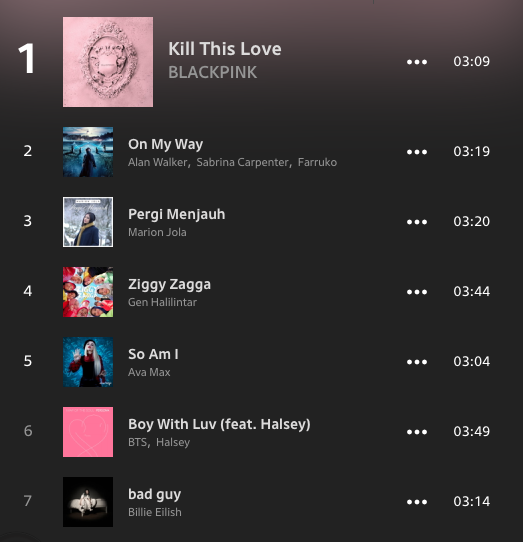 1
Kill This Love
BLACKPINK
03:09
2
On My Way
Alan Walker, Sabrina Carpenter, Farruko
03:19
3
Pergi Menjauh
Marion Jola
03:20
4
Ziggy Zagga
Gen Halilintar
03:44
5
So Am I
Ava Max
03:04
6
Boy With Luv (feat. Halsey)
BTS, Halsey
03:49
7
bad guy
Billie Eilish
03:14